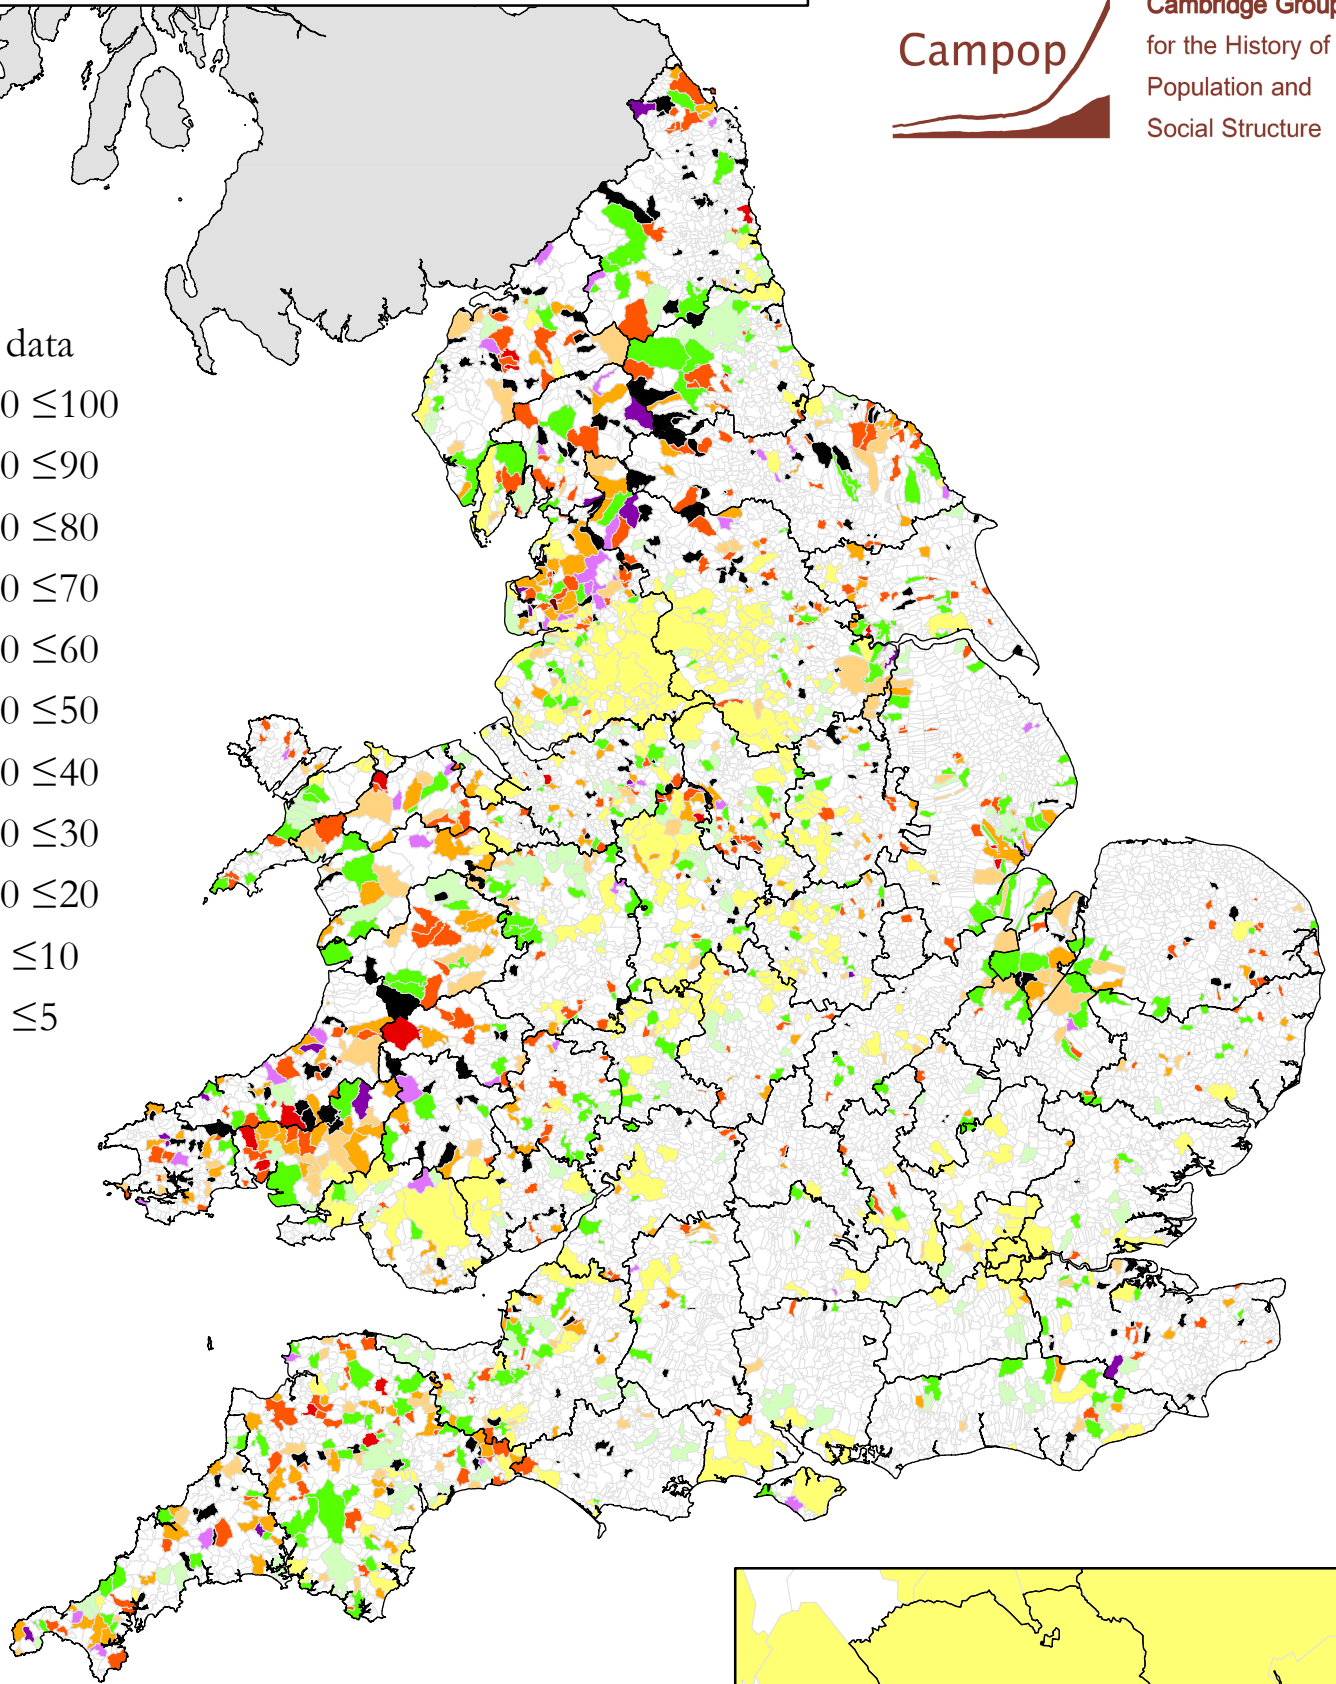 Cambridge Group
for the History of
Population and
Social Structure
Campop
data
0 ≤100
0 ≤90
0 ≤80
0 ≤70
0 ≤60
0 ≤50
0 ≤40
0 ≤30
0 ≤20
≤10
≤5